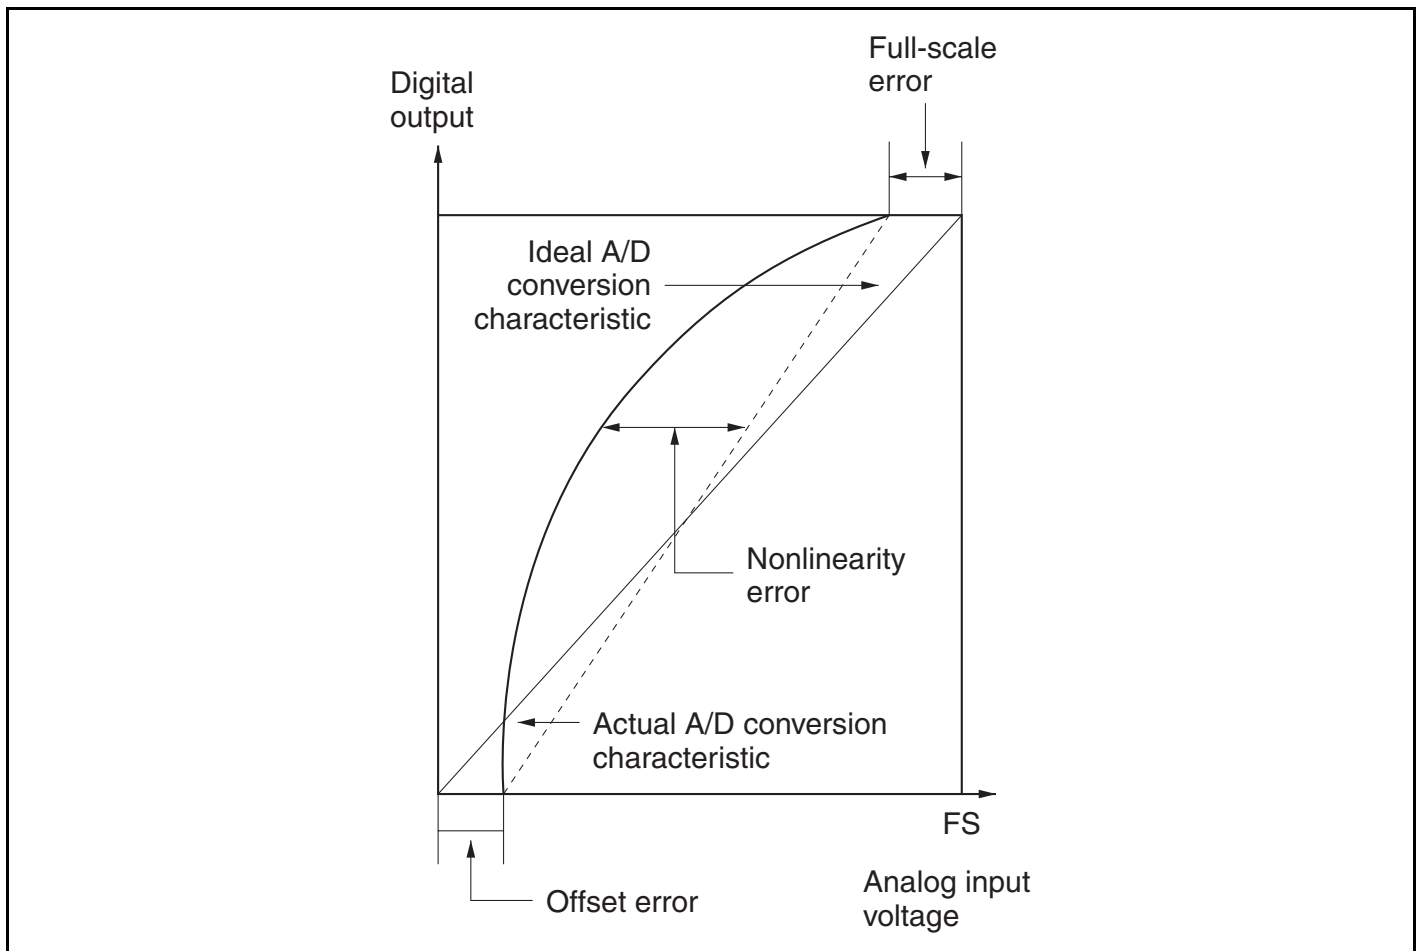 Full-scale
error
Digital
output
Ideal A/D
conversion
characteristic
Nonlinearity
error
Actual A/D conversion
characteristic
FS
Analog input
voltage
Offset error